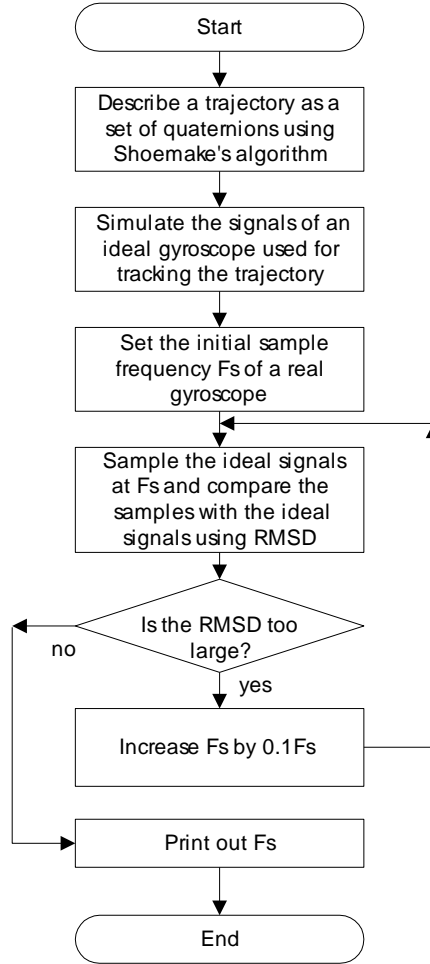 Start
Describe a trajectory as a
set of quaternions using
Shoemake's algorithm
Simulate the signals of an
ideal gyroscope used for
tracking the trajectory
Set the initial sample
frequency Fs of a real
gyroscope
Sample the ideal signals
at Fs and compare the
samples with the ideal
signals using RMSD
Is the RMSD too
large?
no
yes
Increase Fs by 0.1Fs
Print out Fs
End